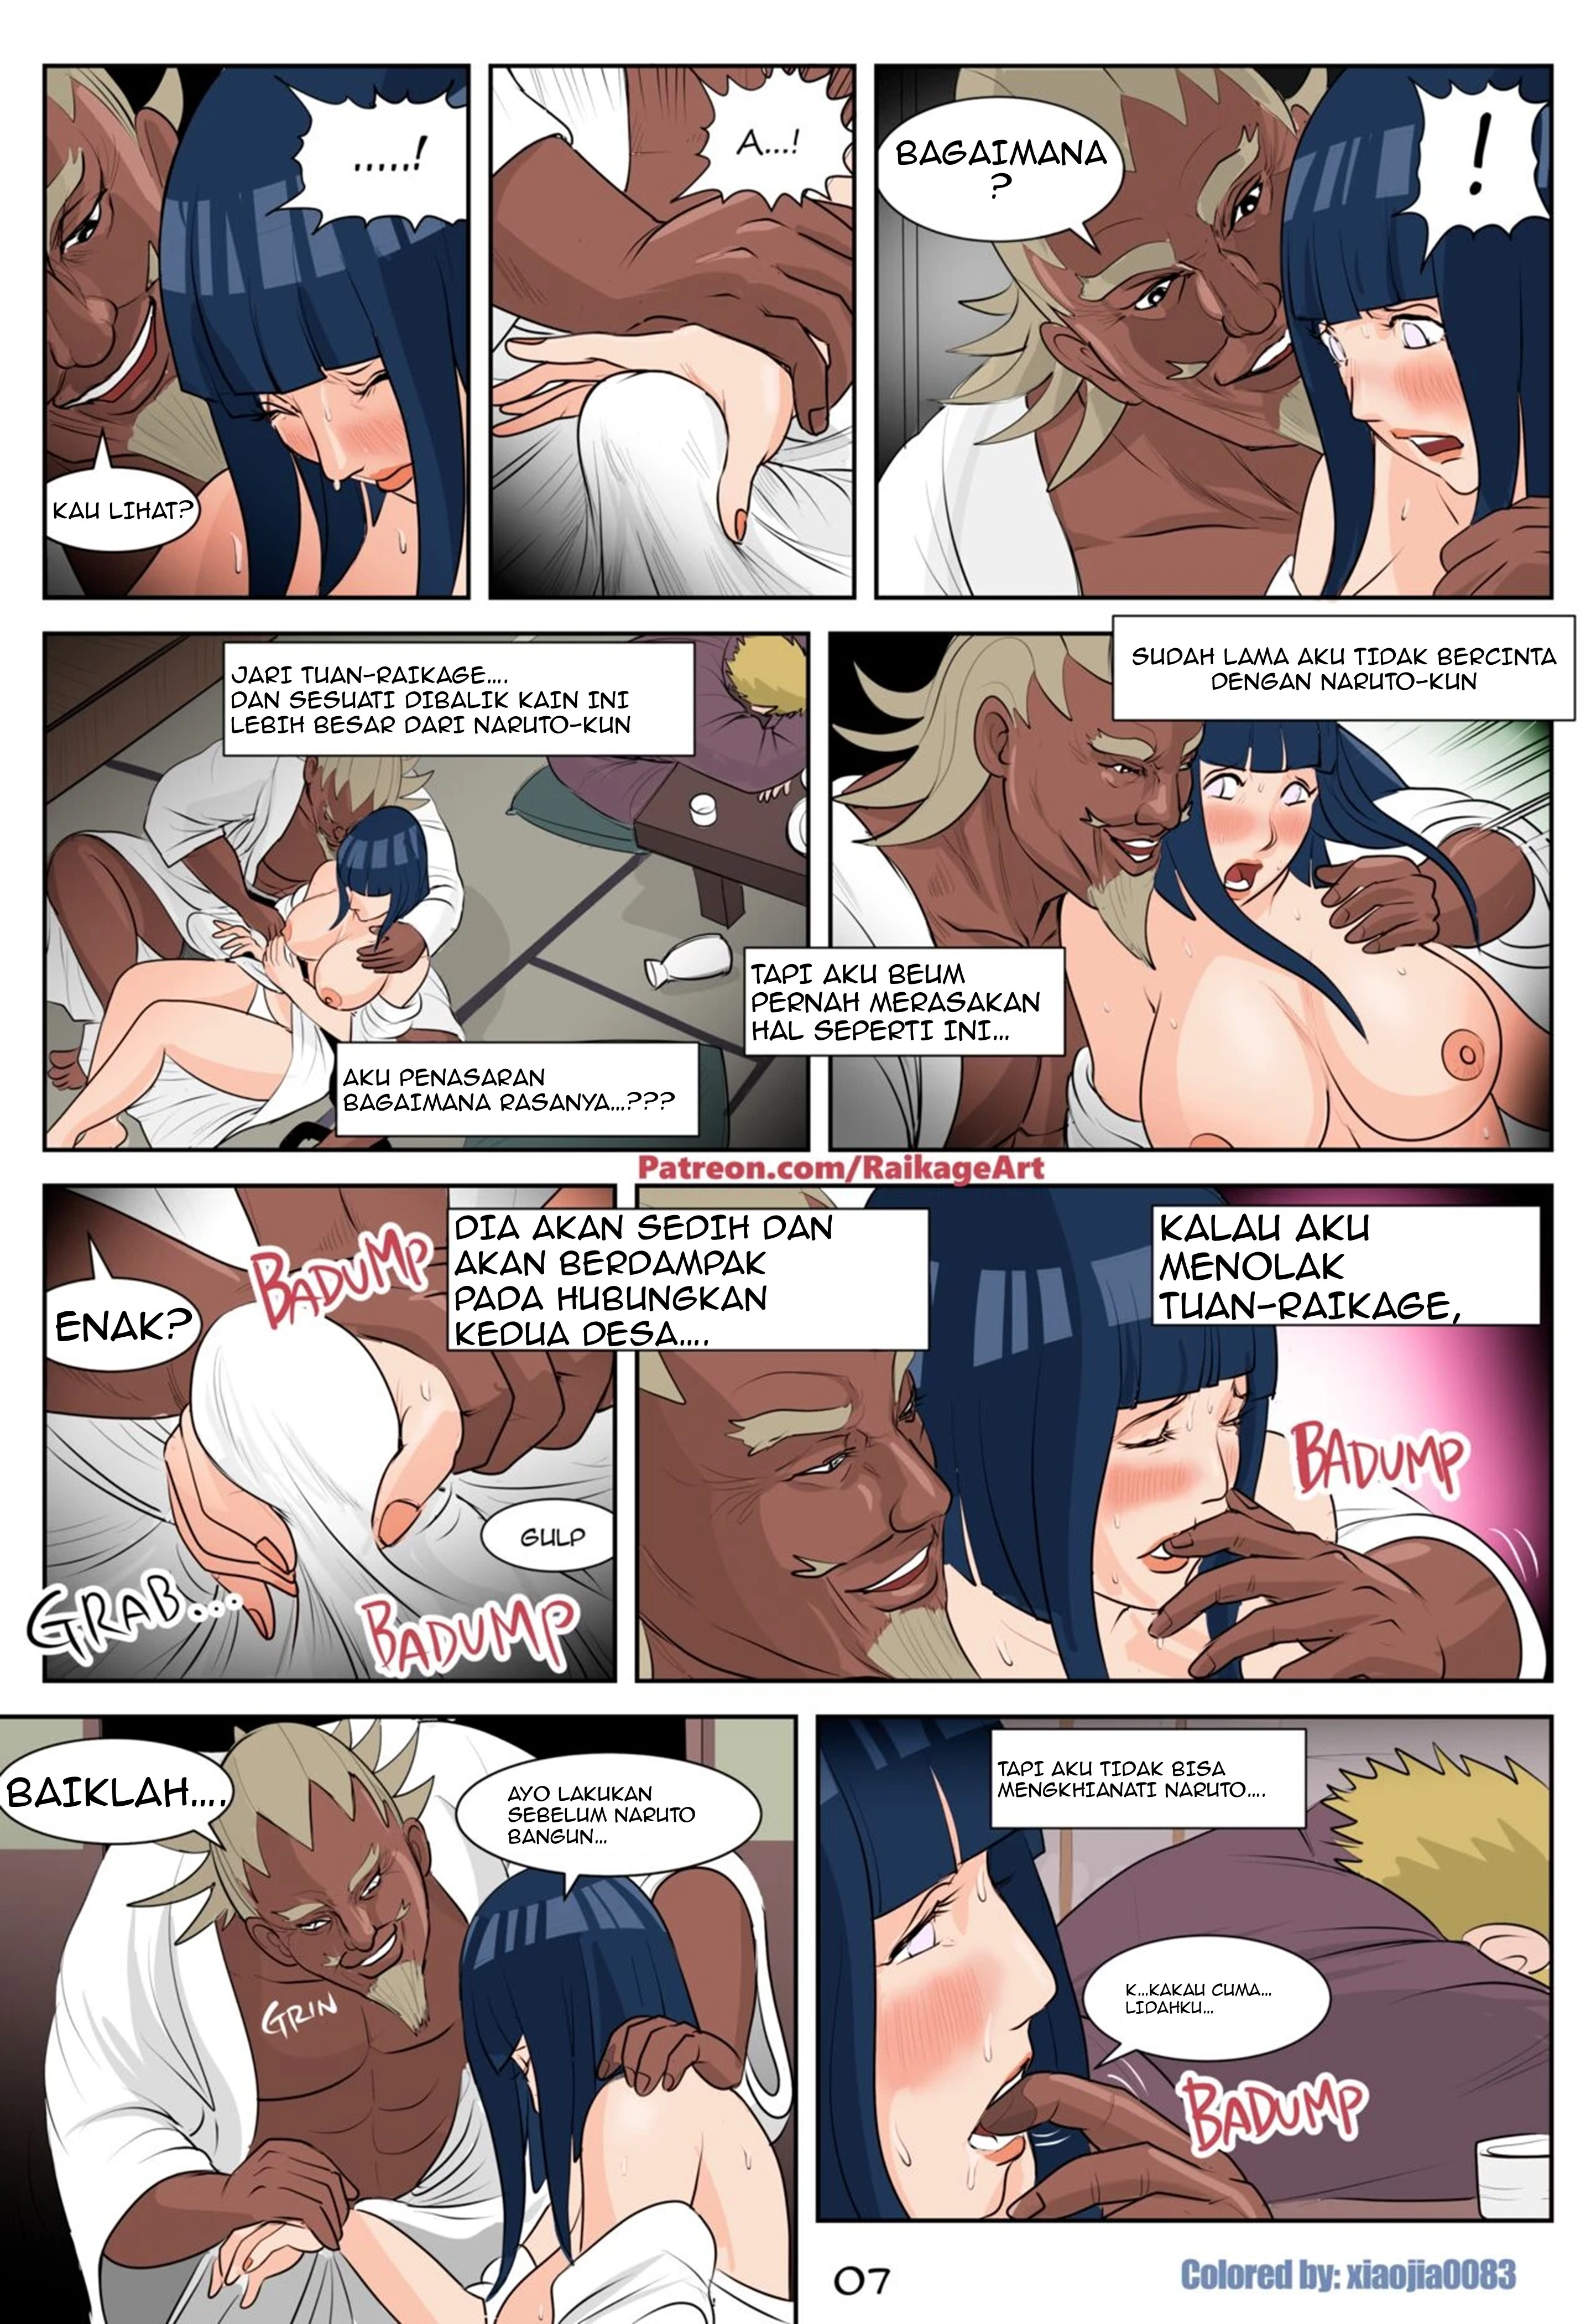 .....!
KAU LIHAT?
A...!
BAGAIMANA
?
!
JARI TUAN-RAIKAGE....
DAN SESUATI DIBALIK KAIN INI
LEBIH BESAR DARI NARUTO-KUN
SUDAH LAMA AKU TIDAK BERCINTA
DENGAN NARUTO-KUN
TAPI AKU BEUM
PERNAH MERASAKAN
HAL SEPERTI INI...
AKU PENASARAN
BAGAIMANA RASANYA...???
Patreon.com/RaikageArt
ENAK?
BADUMP
GULP
GRAB...
BADUMP
DIA AKAN SEDIH DAN
AKAN BERDAMPAK
PADA HUBUNGKAN
KEDUA DESA....
KALAU AKU
MENOLAK
TUAN-RAIKAGE,
BADUMP
BAIKLAH....
AYO LAKUKAN
SEBELUM NARUTO
BANGUN...
GRIN
TAPI AKU TIDAK BISA
MENGKHIANATI NARUTO....
K...KAKAU CUMA...
LIDAHKU...
BADUMP
07
Colored by: xiaojia0083